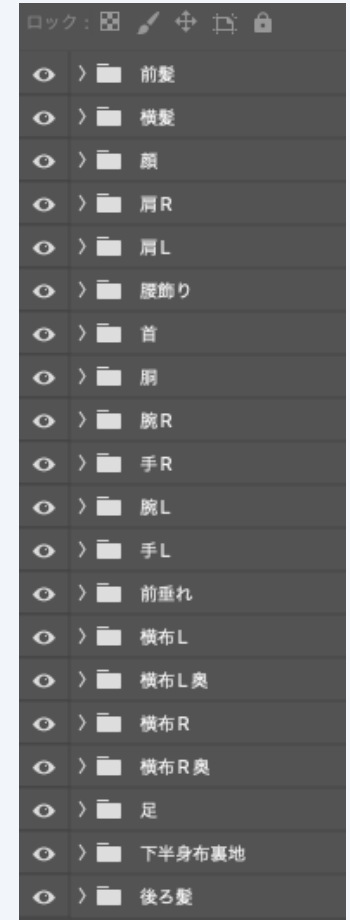 ロック:
前髪
横髪
顔
肩R
肩L
腰飾り
首
胴
腕R
手R
腕L
手L
前垂れ
横布L
横布L奥
横布R
横布R奥
足
下半身布裏地
後ろ髪